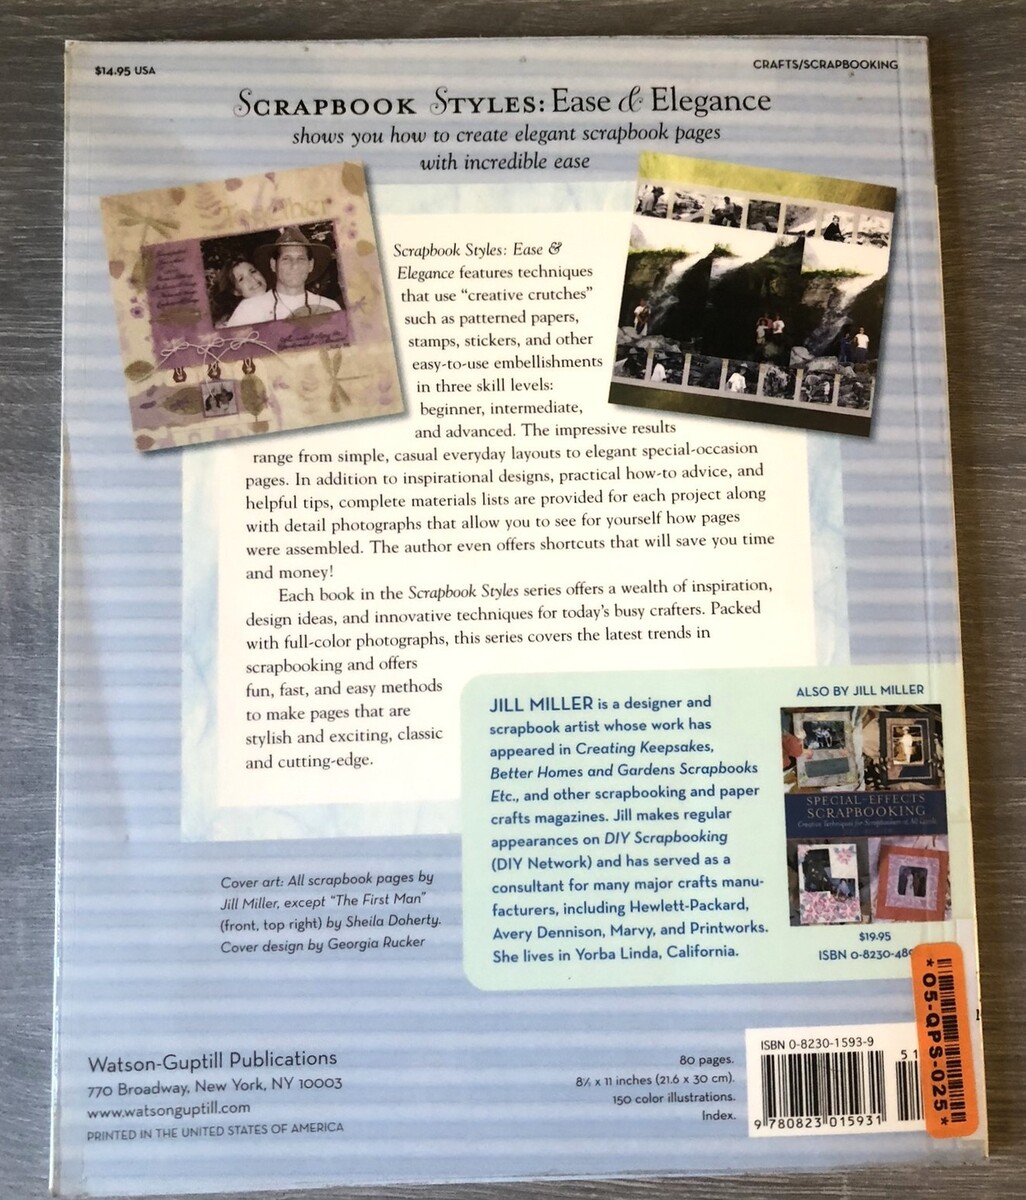 $14.95 USA
CRAFTS/SCRAPBOOKING
SCRAPBOOK STYLES: Ease & Elegance
shows you how to create elegant scrapbook pages
with incredible ease
Together
Scrapbook Styles: Ease &
Elegance features techniques
that use “creative crutches”
such as patterned papers,
stamps, stickers, and other
easy-to-use embellishments
in three skill levels:
beginner, intermediate,
and advanced. The impressive results
range from simple, casual everyday layouts to elegant special-occasion
pages. In addition to inspirational designs, practical how-to advice, and
helpful tips, complete materials lists are provided for each project along
with detail photographs that allow you to see for yourself how pages
were assembled. The author even offers shortcuts that will save you time
and money!
Each book in the Scrapbook Styles series offers a wealth of inspiration,
design ideas, and innovative techniques for today’s busy crafters. Packed
with full-color photographs, this series covers the latest trends in
scrapbooking and offers
fun, fast, and easy methods
to make pages that are
stylish and exciting, classic
and cutting-edge.
JILL MILLER is a designer and
scrapbook artist whose work has
appeared in Creating Keepsakes,
Better Homes and Gardens Scrapbooks
Etc., and other scrapbooking and paper
crafts magazines. Jill makes regular
appearances on DIY Scrapbooking
(DIY Network) and has served as a
consultant for many major crafts manu-
facturers, including Hewlett-Packard,
Avery Dennison, Marvy, and Printworks.
She lives in Yorba Linda, California.
ALSO BY JILL MILLER
SPECIAL-EFFECTS
SCRAPBOOKING
Creative Techniques for Scrapbookers of All Levels
$19.95
ISBN 0-8230-48
Cover art: All scrapbook pages by
Jill Miller, except “The First Man”
(front, top right) by Sheila Doherty.
Cover design by Georgia Rucker
Watson-Guptill Publications
770 Broadway, New York, NY 10003
www.watsonguptill.com
PRINTED IN THE UNITED STATES OF AMERICA
80 pages.
8½ x 11 inches (21.6 x 30 cm).
150 color illustrations.
Index.
ISBN 0-8230-1593-9
5 1
9 780823 015931
*05-QPS-025*